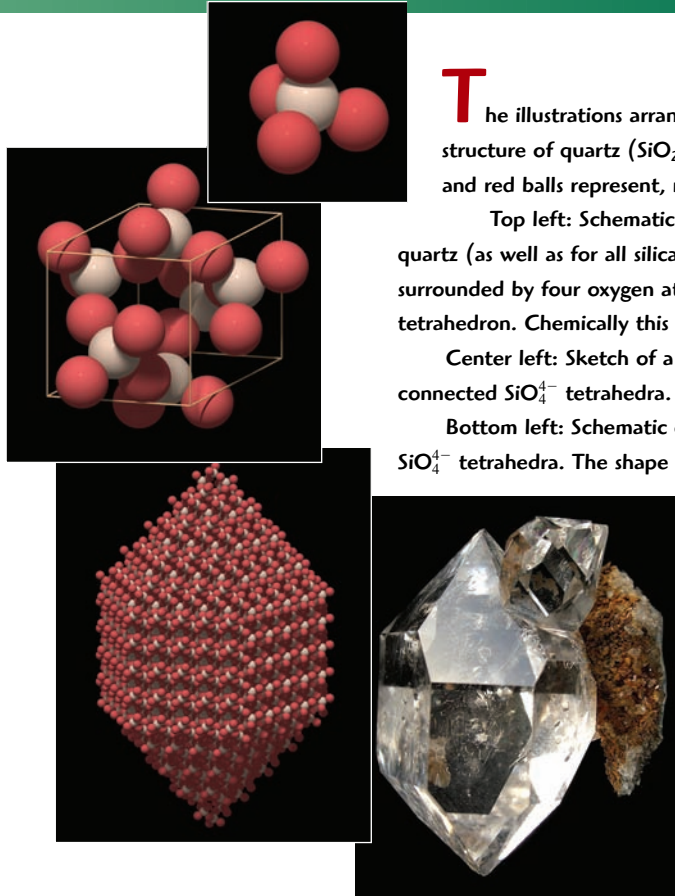 The illustrations arran
structure of quartz (SiO₂
and red balls represent,
Top left: Schematic
quartz (as well as for all silica
surrounded by four oxygen at
tetrahedron. Chemically this
Center left: Sketch of a
connected SiO₄⁴⁻ tetrahedra.
Bottom left: Schematic
SiO₄⁴⁻ tetrahedra. The shape